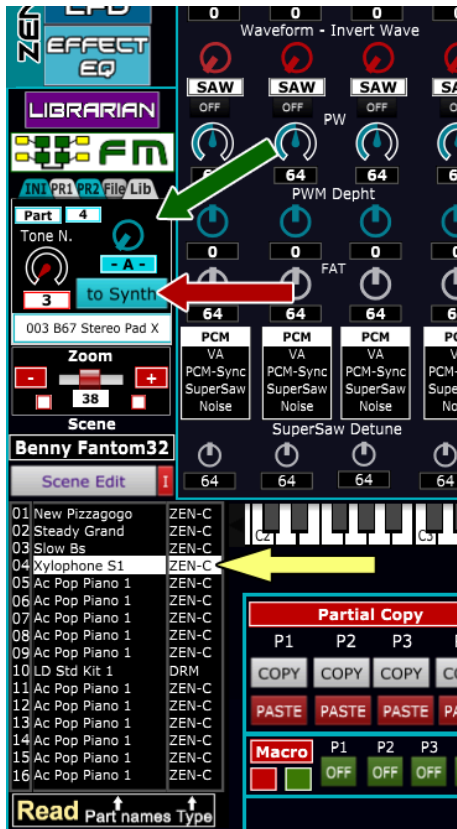 ZEN
EFD
EFFECT
EQ
LIBRARIAN
FM
INI PR1 PR2 File Lib
Part 4
Tone N.
- A -
3
to Synth
003 B67 Stereo Pad X
Zoom
- +
38
Scene
Benny Fantom32
Scene Edit I
0 0 0
Waveform - Invert Wave
SAW SAW SAW SA
OFF OFF OFF
PW
64 64 6
PWM Depht
0 0 0
FAT
64 64 64 6
PCM PCM PCM PC
VA VA VA
PCM-Sync PCM-Sync PCM-Sync PCM-
SuperSaw SuperSaw SuperSaw Supe
Noise Noise Noise No
SuperSaw Detune
64 64 64 64
01 New Pizzagogo ZEN-C
02 Steady Grand ZEN-C
03 Slow Bs ZEN-C
04 Xylophone S1 ZEN-C
05 Ac Pop Piano 1 ZEN-C
06 Ac Pop Piano 1 ZEN-C
07 Ac Pop Piano 1 ZEN-C
08 Ac Pop Piano 1 ZEN-C
09 Ac Pop Piano 1 ZEN-C
10 LD Std Kit 1 DRM
11 Ac Pop Piano 1 ZEN-C
12 Ac Pop Piano 1 ZEN-C
13 Ac Pop Piano 1 ZEN-C
14 Ac Pop Piano 1 ZEN-C
15 Ac Pop Piano 1 ZEN-C
16 Ac Pop Piano 1 ZEN-C
Read Part names Type
C2 C3
Partial Copy
P1 P2 P3
COPY COPY COPY CO
PASTE PASTE PASTE PA
Macro P1 P2 P3
OFF OFF OFF